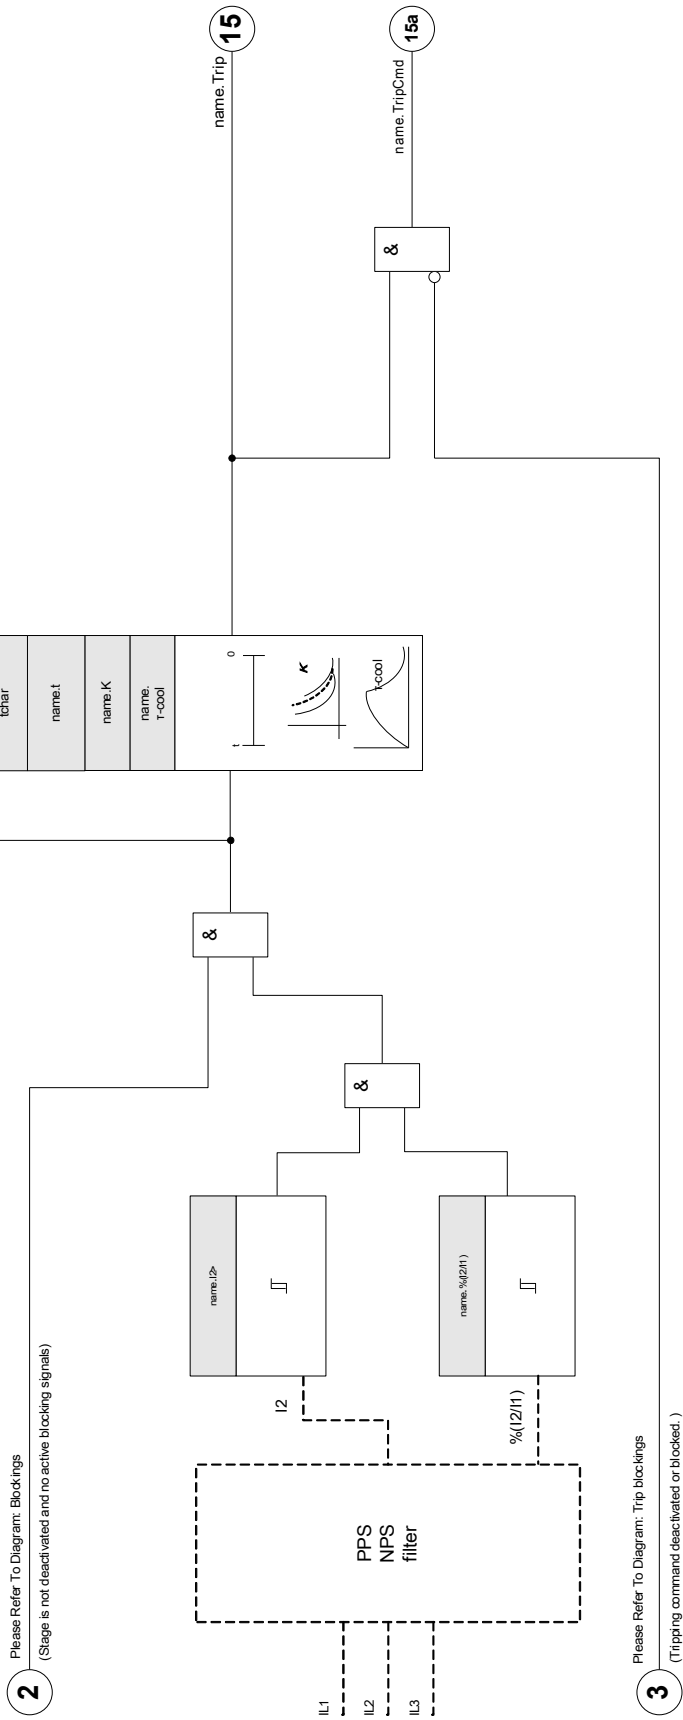 2
Please Refer To Diagram: Blockings
(Stage is not deactivated and no active blocking signals)
IL1
IL2
IL3
PPS
NPS
filter
I2
%(I2/I1)
name.I2>
name.%(I2/I1)
&
&
tchar
name.t
name.K
name.
τ-cool
t
0
K
τ-cool
name.Trip
15
&
name.TripCmd
15a
3
Please Refer To Diagram: Trip blockings
(Tripping command deactivated or blocked. )